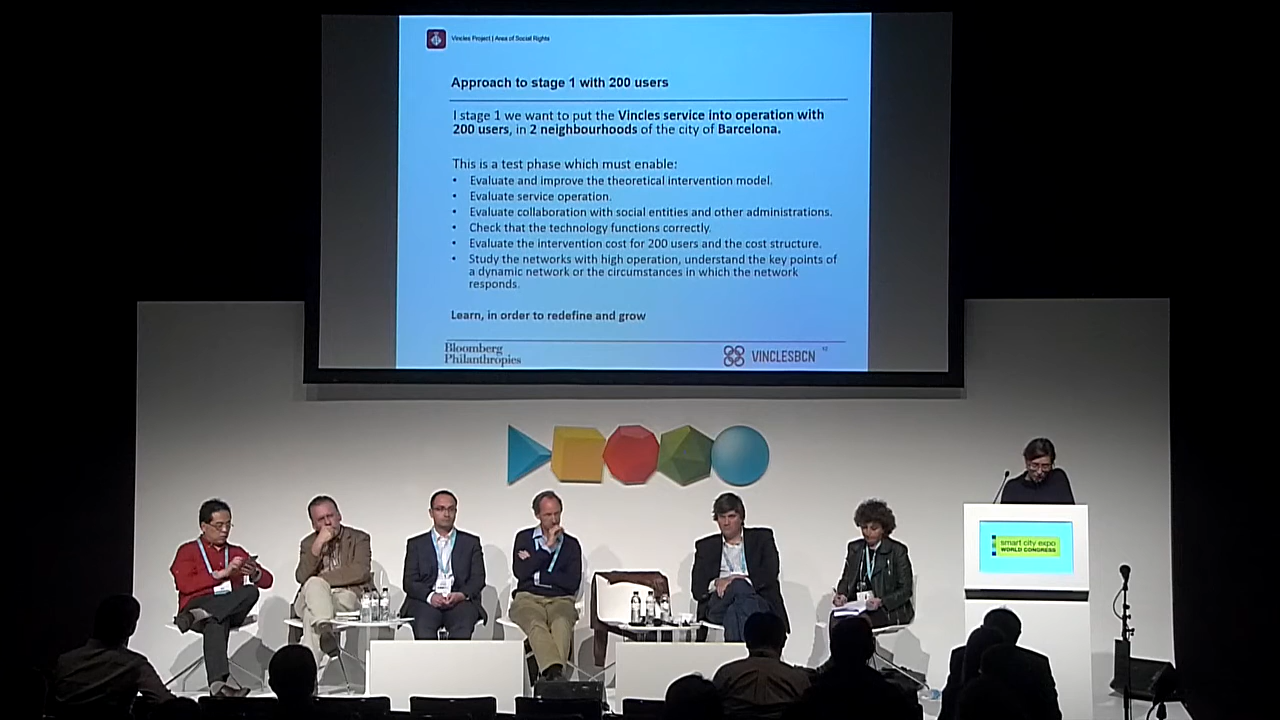 Vincles Project | Area of Social Rights
Approach to stage 1 with 200 users
I stage 1 we want to put the Vincles service into operation with
200 users, in 2 neighbourhoods of the city of Barcelona.
This is a test phase which must enable:
• Evaluate and improve the theoretical intervention model.
• Evaluate service operation.
• Evaluate collaboration with social entities and other administrations.
• Check that the technology functions correctly.
• Evaluate the intervention cost for 200 users and the cost structure.
• Study the networks with high operation, understand the key points of
a dynamic network or the circumstances in which the network
responds.
Learn, in order to redefine and grow
Bloomberg
Philanthropies
VINCLESBCN
smart city expo
WORLD CONGRESS